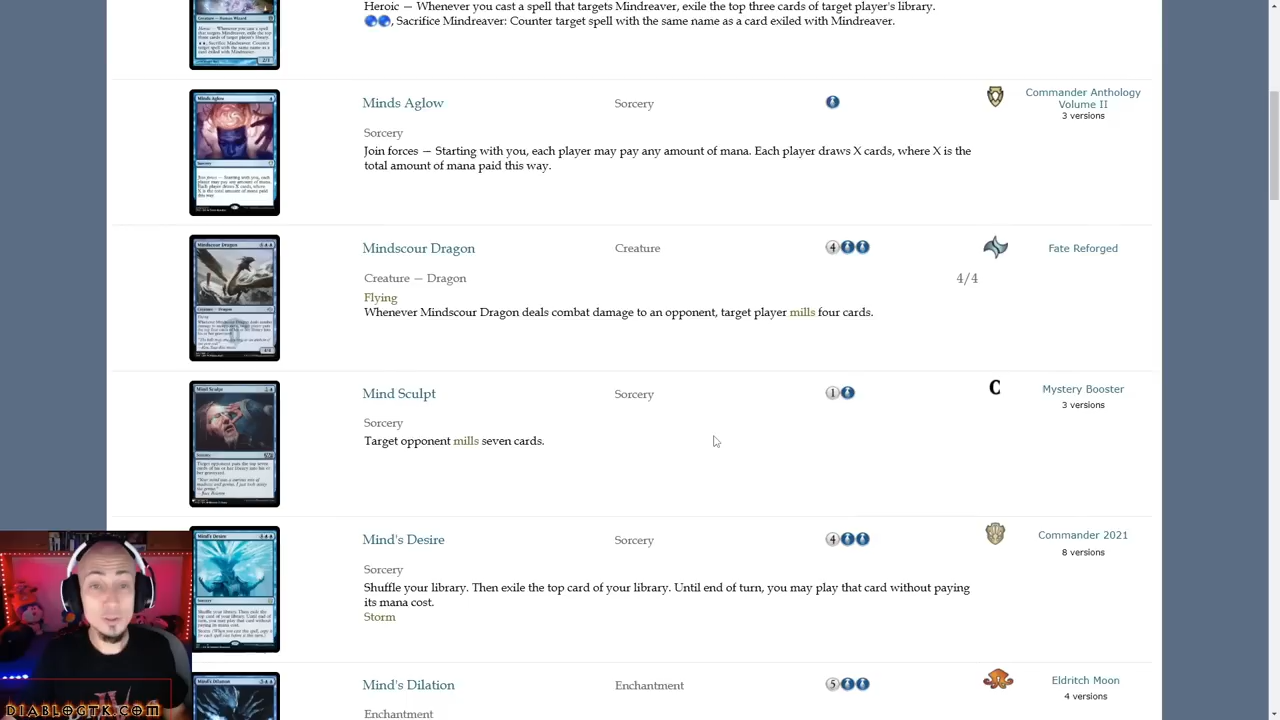 Heroic — Whenever you cast a spell that targets Mindreaver, exile the top three cards of target player's library.
, Sacrifice Mindreaver: Counter target spell with the same name as a card exiled with Mindreaver.
Minds Aglow
Sorcery
Commander Anthology
Volume II
3 versions
Sorcery
Join forces — Starting with you, each player may pay any amount of mana. Each player draws X cards, where X is the
total amount of mana paid this way.
Mindscour Dragon
Creature
4
Fate Reforged
Creature — Dragon
4/4
Flying
Whenever Mindscour Dragon deals combat damage to an opponent, target player mills four cards.
Mind Sculpt
Sorcery
1
C
Mystery Booster
3 versions
Sorcery
Target opponent mills seven cards.
Mind's Desire
Sorcery
4
Commander 2021
8 versions
Sorcery
Shuffle your library. Then exile the top card of your library. Until end of turn, you may play that card without paying
its mana cost.
Storm
Mind's Dilation
Enchantment
5
Eldritch Moon
4 versions
Enchantment
DIABLOGTK.COM